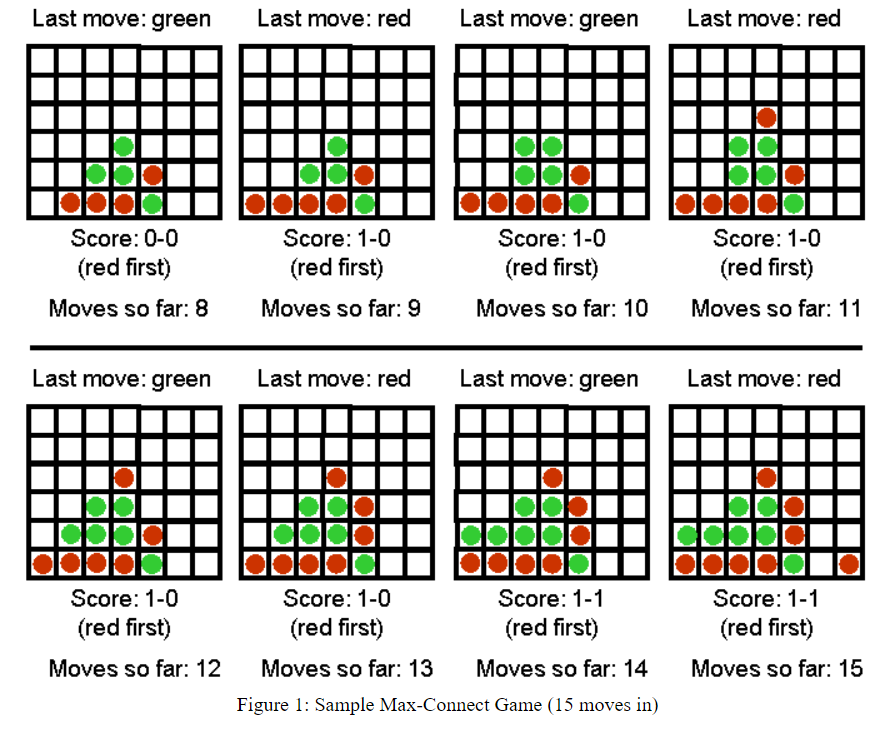 Last move: green
Last move: red
Last move: green
Last move: red
Score: 0-0
(red first)
Score: 1-0
(red first)
Score: 1-0
(red first)
Score: 1-0
(red first)
Moves so far: 8
Moves so far: 9
Moves so far: 10
Moves so far: 11
Last move: green
Last move: red
Last move: green
Last move: red
Score: 1-0
(red first)
Score: 1-0
(red first)
Score: 1-1
(red first)
Score: 1-1
(red first)
Moves so far: 12
Moves so far: 13
Moves so far: 14
Moves so far: 15
Figure 1: Sample Max-Connect Game (15 moves in)